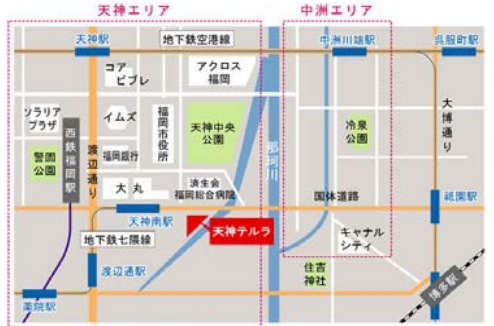 天神エリア
中洲エリア
天神駅
地下鉄空港線
中洲川端駅
呉服町駅
コア
ビブレ
アクロス
福岡
ソラリア
プラザ
イムズ
福岡市役所
天神中央
公園
冷泉
公園
大博通り
西鉄福岡駅
渡辺通り
警固
公園
福岡銀行
那珂川
大丸
済生会
福岡総合病院
国体道路
祇園駅
天神南駅
天神テルラ
キャナル
シティ
地下鉄七隈線
渡辺通駅
住吉
神社
博多駅
薬院駅